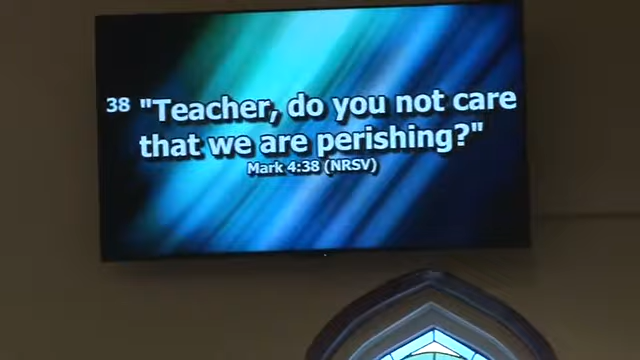 38 "Teacher, do you not care
that we are perishing?"
Mark 4:38 (NRSV)